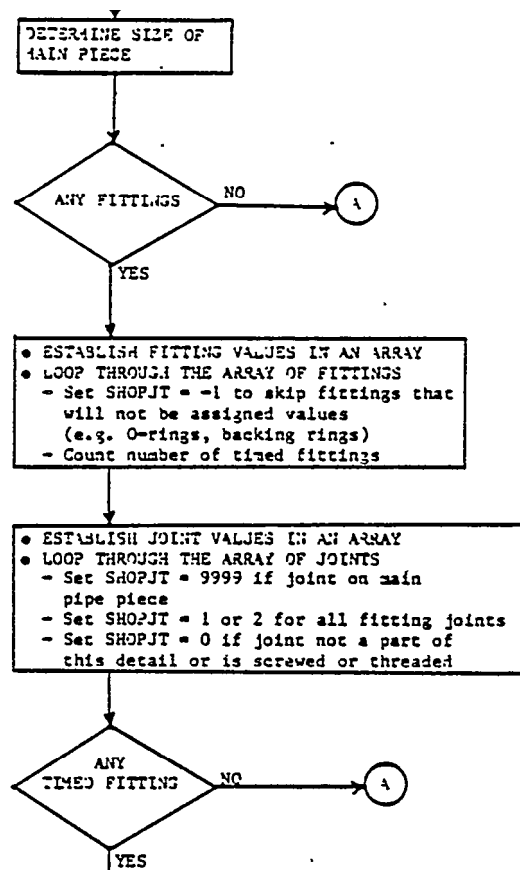 DETERMINE SIZE OF
MAIN PIECE
ANY FITTINGS
NO
A
YES
• ESTABLISH FITTING VALUES IN AN ARRAY
• LOOP THROUGH THE ARRAY OF FITTINGS
- Set SHOPJT = -1 to skip fittings that
will not be assigned values
(e.g. O-rings, backing rings)
- Count number of timed fittings
• ESTABLISH JOINT VALUES IN AN ARRAY
• LOOP THROUGH THE ARRAY OF JOINTS
- Set SHOPJT = 9999 if joint on main
pipe piece
- Set SHOPJT = 1 or 2 for all fitting joints
- Set SHOPJT = 0 if joint not a part of
this detail or is screwed or threaded
ANY
TIMED FITTING
NO
A
YES